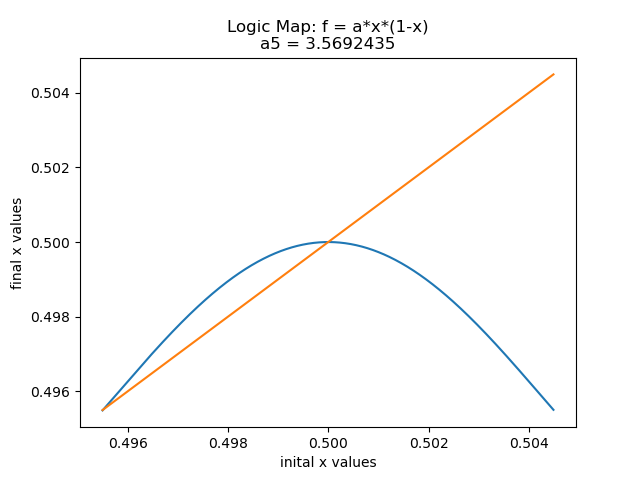 Logic Map: f = a*x*(1-x)
a5 = 3.5692435
0.504
0.502
0.500
0.498
0.496
final x values
0.496 0.498 0.500 0.502 0.504
inital x values